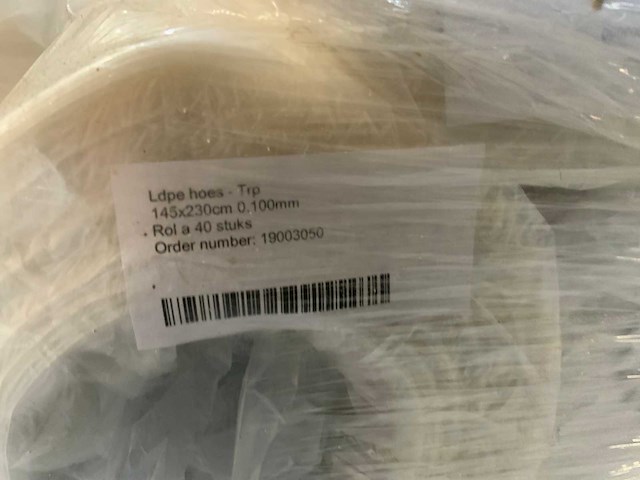 Ldpe hoes - Trp
145x230cm 0,100mm
Rol a 40 stuks
Order number: 19003050